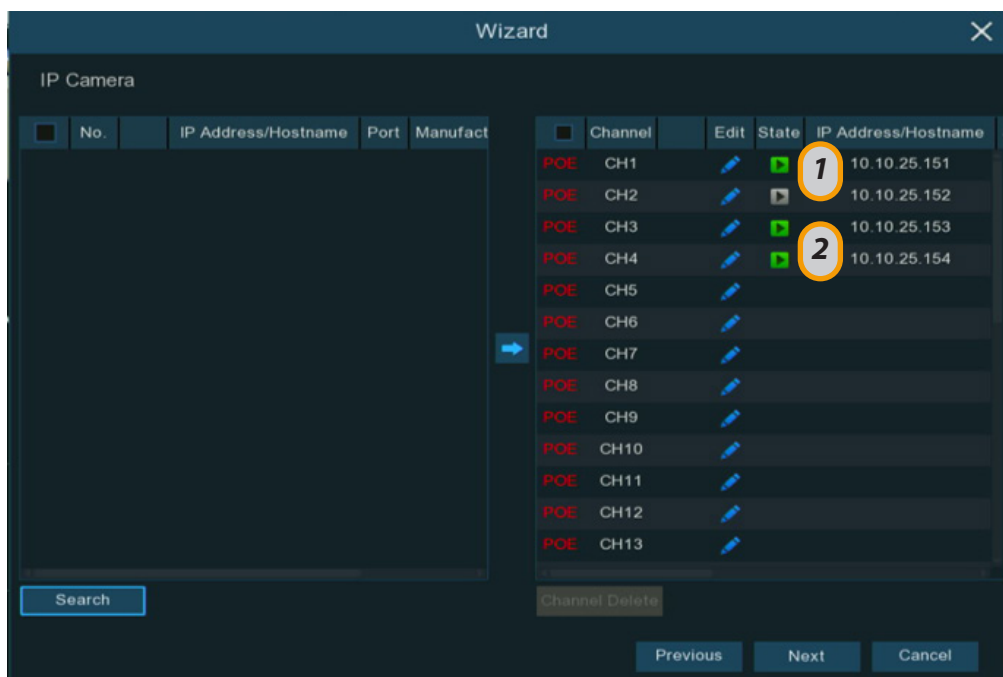 Wizard
IP Camera
No. IP Address/Hostname Port Manufact
Channel Edit State IP Address/Hostname
POE CH1 1 10.10.25.151
POE CH2 10.10.25.152
POE CH3 2 10.10.25.153
POE CH4 10.10.25.154
POE CH5
POE CH6
POE CH7
POE CH8
POE CH9
POE CH10
POE CH11
POE CH12
POE CH13
Search
Channel Delete
Previous Next Cancel